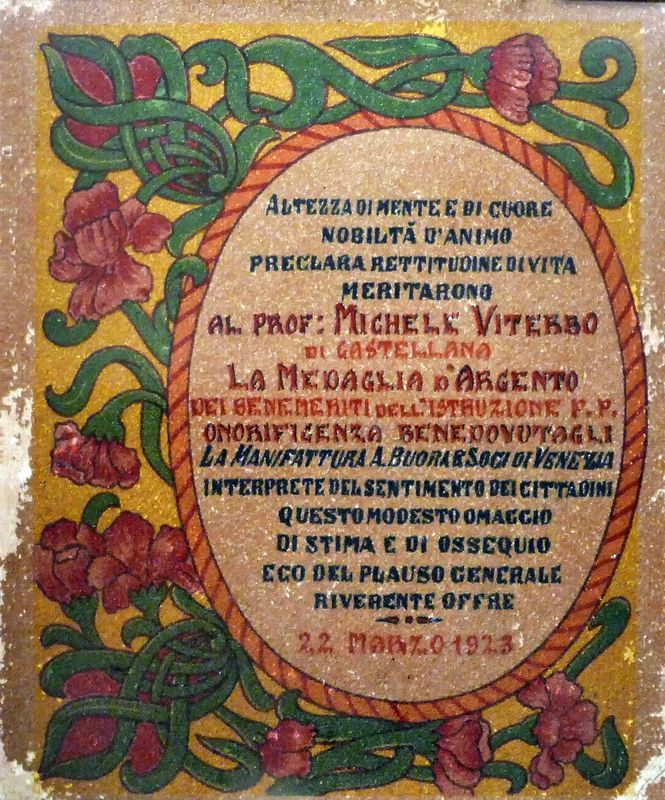 ALTEZZA DI MENTE E DI CUORE
NOBILTÀ D'ANIMO
PRECLARA RETTITUDINE DI VITA
MERITARONO
AL PROF: MICHELE VITERBO
DI CASTELLANA
LA MEDAGLIA D'ARGENTO
DEI BENEMERITI DELL'ISTRUZIONE P. P.
ONORIFICENZA BENEDOVUTAGLI
LA MANIFATTURA A. BUORA & SOCI DI VENEZIA
INTERPRETE DEL SENTIMENTO DEI CITTADINI
QUESTO MODESTO OMAGGIO
DI STIMA E DI OSSEQUIO
ECO DEL PLAUSO GENERALE
RIVERENTE OFFRE
22 MARZO 1923